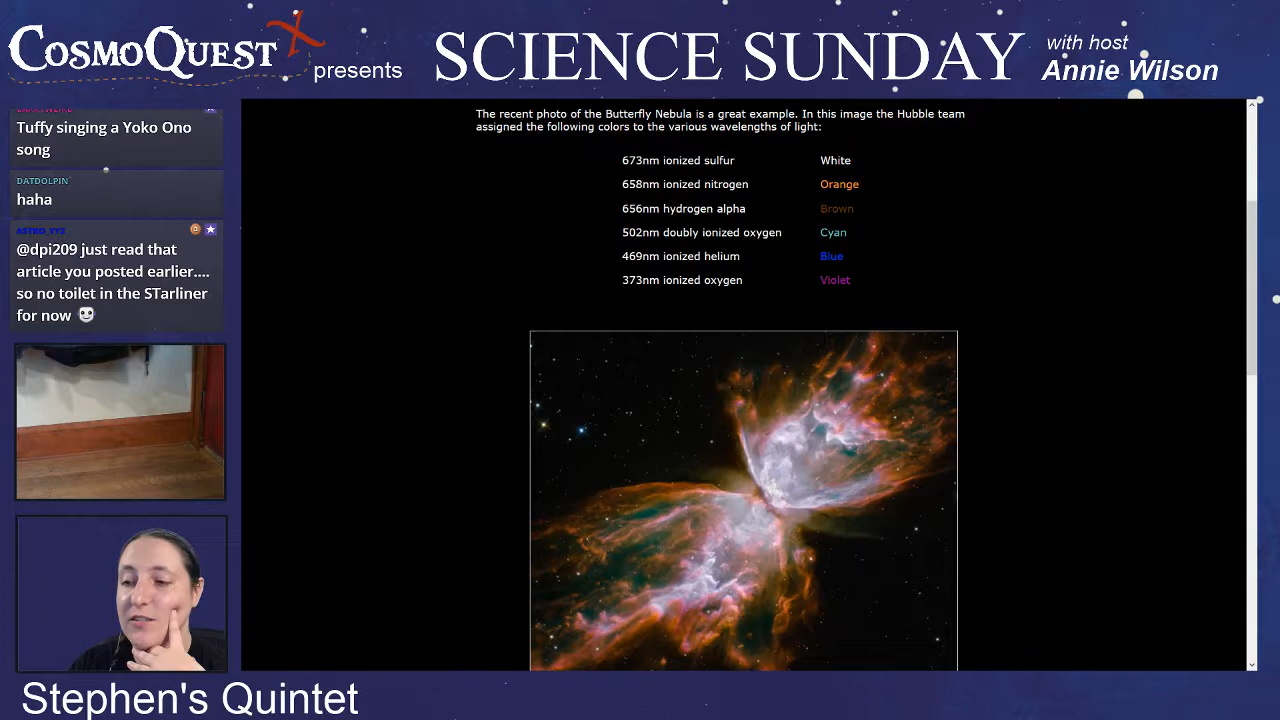 CosmoQuest X
presents
SCIENCE SUNDAY
with host
Annie Wilson
Tuffy singing a Yoko Ono
song
DATDOLPIN
haha
ASTRO_YYZ
@dpi209 just read that
article you posted earlier....
so no toilet in the STarliner
for now
The recent photo of the Butterfly Nebula is a great example. In this image the Hubble team
assigned the following colors to the various wavelengths of light:
673nm ionized sulfur White
658nm ionized nitrogen Orange
656nm hydrogen alpha Brown
502nm doubly ionized oxygen Cyan
469nm ionized helium Blue
373nm ionized oxygen Violet
Stephen's Quintet